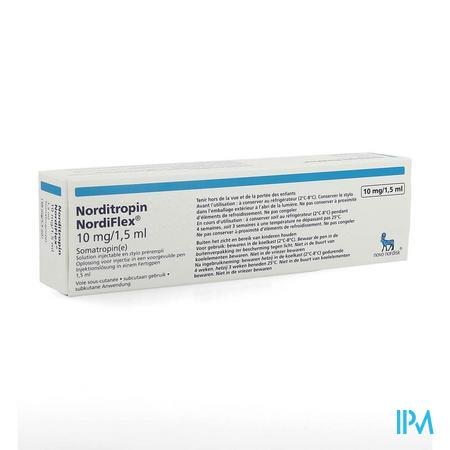 Norditropin
NordiFlex®
10 mg/1,5 ml
Somatropin(e)
Solution injectable en stylo prérempli
Oplossing voor injectie in een voorgevulde pen
Injektionslösung in einem Fertigpen
1,5 ml
Voie sous-cutanée • subcutaan gebruik •
subkutane Anwendung
Tenir hors de la vue et de la portée des enfants
Avant l'utilisation : à conserver au réfrigérateur (2°C-8°C). Conserver le stylo
dans l'emballage extérieur à l'abri de la lumière. Ne pas conserver à proximité
d'éléments de refroidissement. Ne pas congeler
En cours d'utilisation : à conserver soit au réfrigérateur (2°C-8°C) pendant
4 semaines, soit 3 semaines à une température ne dépassant pas 25°C.
Ne pas conserver à proximité d'éléments de refroidissement. Ne pas congeler
Buiten het zicht en bereik van kinderen houden.
Voor gebruik: bewaren in de koelkast (2°C-8°C). Bewaar de pen in de
buitenverpakking ter bescherming tegen licht. Niet in de buurt van
koelelementen bewaren. Niet in de vriezer bewaren
Na ingebruikneming: bewaren hetzij in de koelkast (2°C-8°C) gedurende
4 weken, hetzij 3 weken beneden 25°C. Niet in de buurt van koelelementen
bewaren. Niet in de vriezer bewaren
10 mg/1,5 ml
novo nordisk
Norditropin
IPM